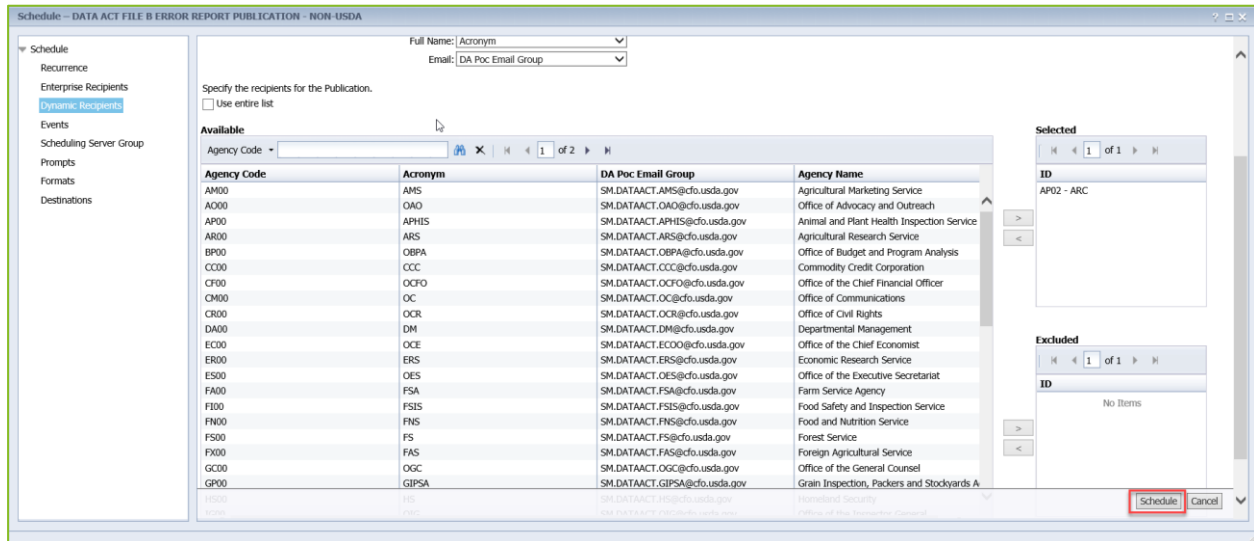 Schedule – DATA ACT FILE B ERROR REPORT PUBLICATION - NON-USDA
Schedule
Recurrence
Enterprise Recipients
Dynamic Recipients
Events
Scheduling Server Group
Prompts
Formats
Destinations
Full Name: Acronym
Email: DA Poc Email Group
Specify the recipients for the Publication.
Use entire list
Available
Agency Code 1 of 2
Agency Code Acronym DA Poc Email Group Agency Name
AM00 AMS SM.DATAACT.AMS@cfo.usda.gov Agricultural Marketing Service
AO00 OAO SM.DATAACT.OAO@cfo.usda.gov Office of Advocacy and Outreach
AP00 APHIS SM.DATAACT.APHIS@cfo.usda.gov Animal and Plant Health Inspection Service
AR00 ARS SM.DATAACT.ARS@cfo.usda.gov Agricultural Research Service
BP00 OBPA SM.DATAACT.OBPA@cfo.usda.gov Office of Budget and Program Analysis
CC00 CCC SM.DATAACT.CCC@cfo.usda.gov Commodity Credit Corporation
CF00 OCFO SM.DATAACT.OCFO@cfo.usda.gov Office of the Chief Financial Officer
CM00 OC SM.DATAACT.OC@cfo.usda.gov Office of Communications
CR00 OCR SM.DATAACT.OCR@cfo.usda.gov Office of Civil Rights
DA00 DM SM.DATAACT.DM@cfo.usda.gov Departmental Management
EC00 OCE SM.DATAACT.ECOO@cfo.usda.gov Office of the Chief Economist
ER00 ERS SM.DATAACT.ERS@cfo.usda.gov Economic Research Service
ES00 OES SM.DATAACT.OES@cfo.usda.gov Office of the Executive Secretariat
FA00 FSA SM.DATAACT.FSA@cfo.usda.gov Farm Service Agency
FI00 FSIS SM.DATAACT.FSIS@cfo.usda.gov Food Safety and Inspection Service
FN00 FNS SM.DATAACT.FNS@cfo.usda.gov Food and Nutrition Service
FS00 FS SM.DATAACT.FS@cfo.usda.gov Forest Service
FX00 FAS SM.DATAACT.FAS@cfo.usda.gov Foreign Agricultural Service
GC00 OGC SM.DATAACT.OGC@cfo.usda.gov Office of the General Counsel
GP00 GIPSA SM.DATAACT.GIPSA@cfo.usda.gov Grain Inspection, Packers and Stockyards A
HS00 HS SM.DATAACT.HS@cfo.usda.gov Homeland Security
Selected
1 of 1
ID
AP02 - ARC
Excluded
1 of 1
ID
No Items
Schedule Cancel